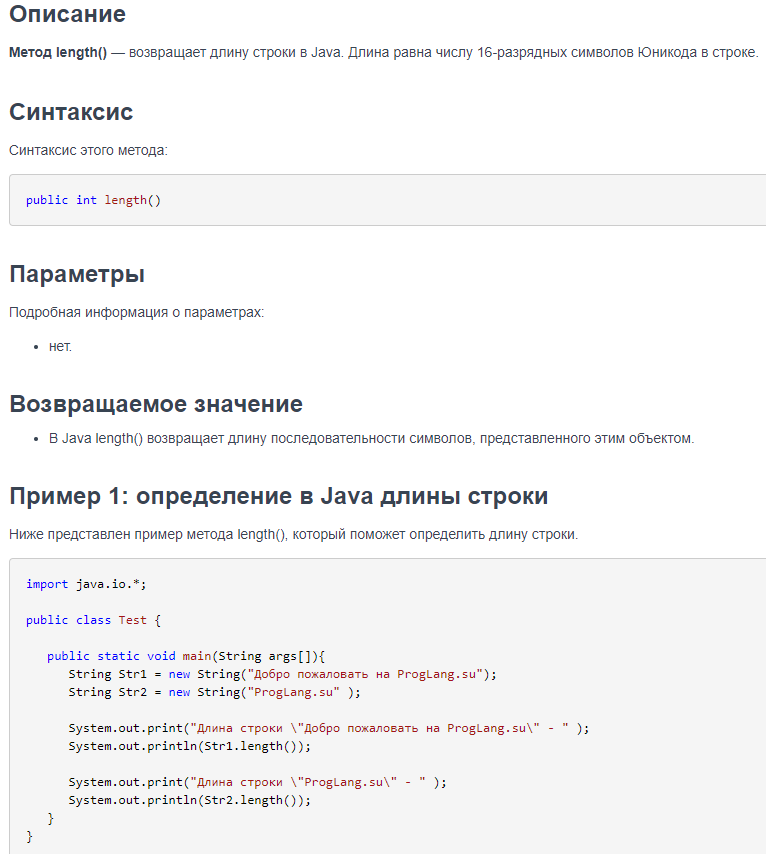 Описание
Метод length() — возвращает длину строки в Java. Длина равна числу 16-разрядных символов Юникода в строке.
Синтаксис
Синтаксис этого метода:
public int length()
Параметры
Подробная информация о параметрах:
• нет.
Возвращаемое значение
• В Java length() возвращает длину последовательности символов, представленного этим объектом.
Пример 1: определение в Java длины строки
Ниже представлен пример метода length(), который поможет определить длину строки.
import java.io.*;
public class Test {
   public static void main(String args[]){
      String Str1 = new String("Добро пожаловать на ProgLang.su");
      String Str2 = new String("ProgLang.su" );
      System.out.print("Длина строки \"Добро пожаловать на ProgLang.su\" - " );
      System.out.println(Str1.length());
      System.out.print("Длина строки \"ProgLang.su\" - " );
      System.out.println(Str2.length());
   }
}